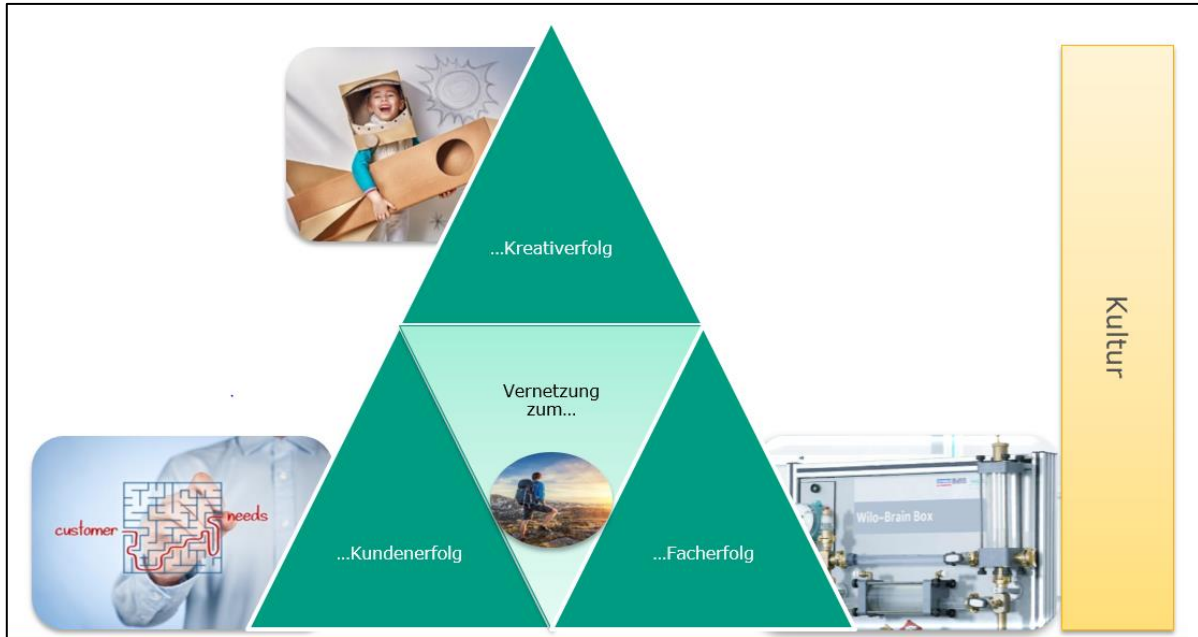 ...Kreativerfolg
Kultur
Vernetzung
zum...
customer
needs
Wilo-Brain Box
...Kundenerfolg
...Facherfolg